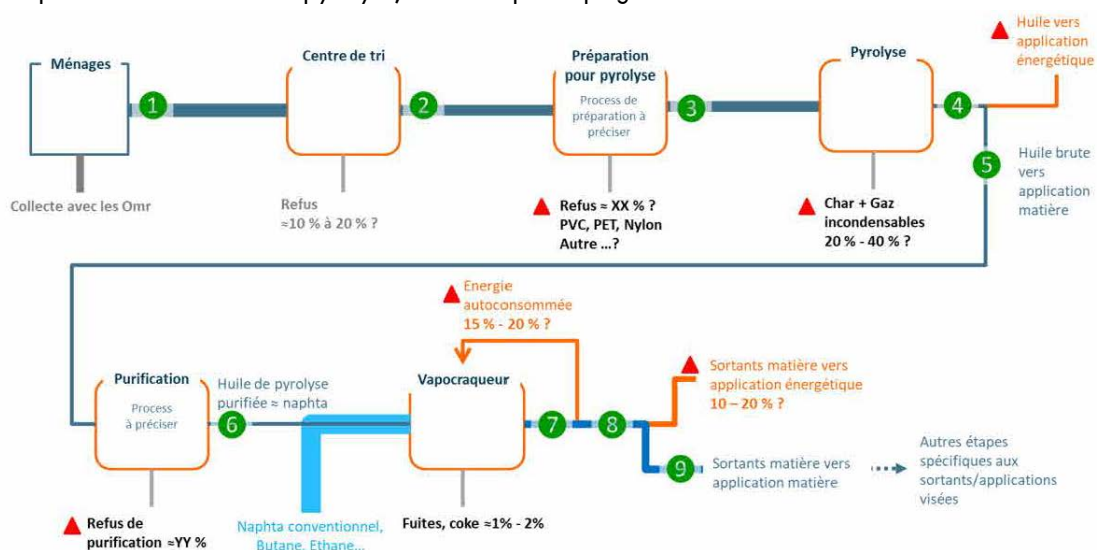 Ménages
1
Collecte avec les Omr
Centre de tri
Refus
≈10 % à 20 % ?
2
Préparation
pour pyrolyse
Process de
préparation à
préciser
Refus ≈ XX % ?
PVC, PET, Nylon
Autre ...?
3
Pyrolyse
Char + Gaz
incondensables
20 % - 40 % ?
4
Huile vers
application
énergétique
5
Huile brute
vers
application
matière
Purification
Process
à préciser
Refus de
purification ≈YY %
Huile de pyrolyse
purifiée ≈ naphta
6
Naphta conventionnel,
Butane, Ethane...
Energie
autoconsommée
15 % - 20 % ?
Vapocraqueur
Fuites, coke ≈1% - 2%
7
8
Sortants matière vers
application énergétique
10 – 20 % ?
9
Sortants matière vers
application matière
Autres étapes
spécifiques aux
sortants/applications
visées